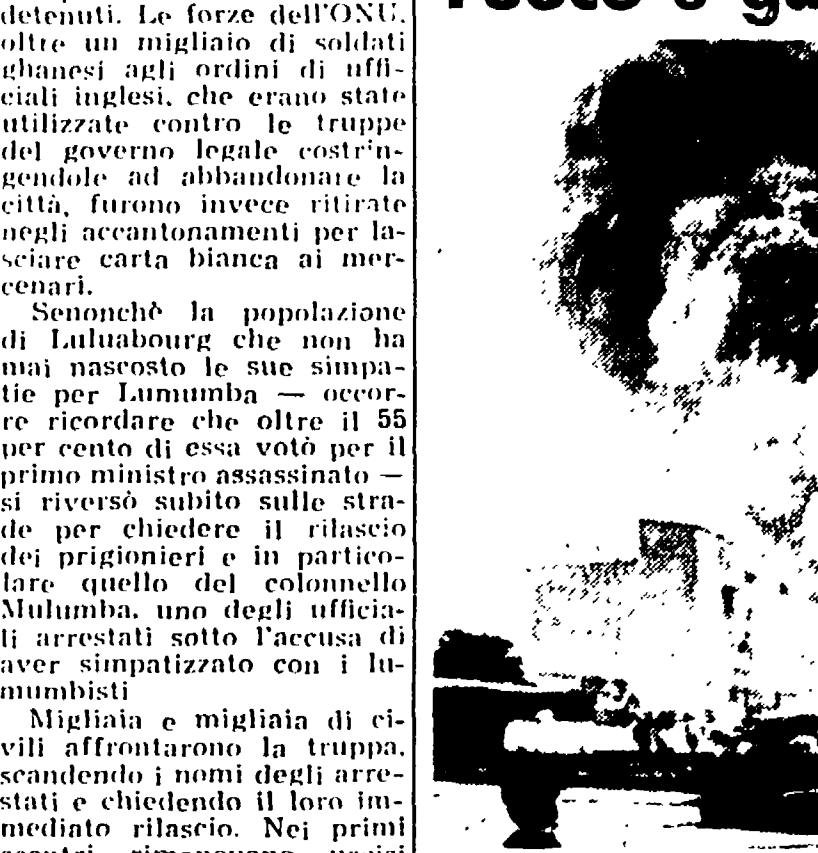 detenuti. Le forze dell'ONU,
oltre un migliaio di soldati
ghanesi agli ordini di uffi-
ciali inglesi, che erano state
utilizzate contro le truppe
del governo legale costrin-
gendole ad abbandonare la
città, furono invece ritirate
negli accantonamenti per la-
sciare carta bianca ai mer-
cenari.
Senonchè la popolazione
di Luluabourg che non ha
mai nascosto le sue simpa-
tie per Lumumba — occor-
re ricordare che oltre il 55
per cento di essa votò per il
primo ministro assassinato —
si riversò subito sulle stra-
de per chiedere il rilascio
dei prigionieri e in partico-
lare quello del colonnello
Mulumba, uno degli ufficia-
li arrestati sotto l'accusa di
aver simpatizzato con i lu-
mumbisti
Migliaia e migliaia di ci-
vili affrontarono la truppa,
scandendo i nomi degli arre-
stati e chiedendo il loro im-
mediato rilascio. Nei primi